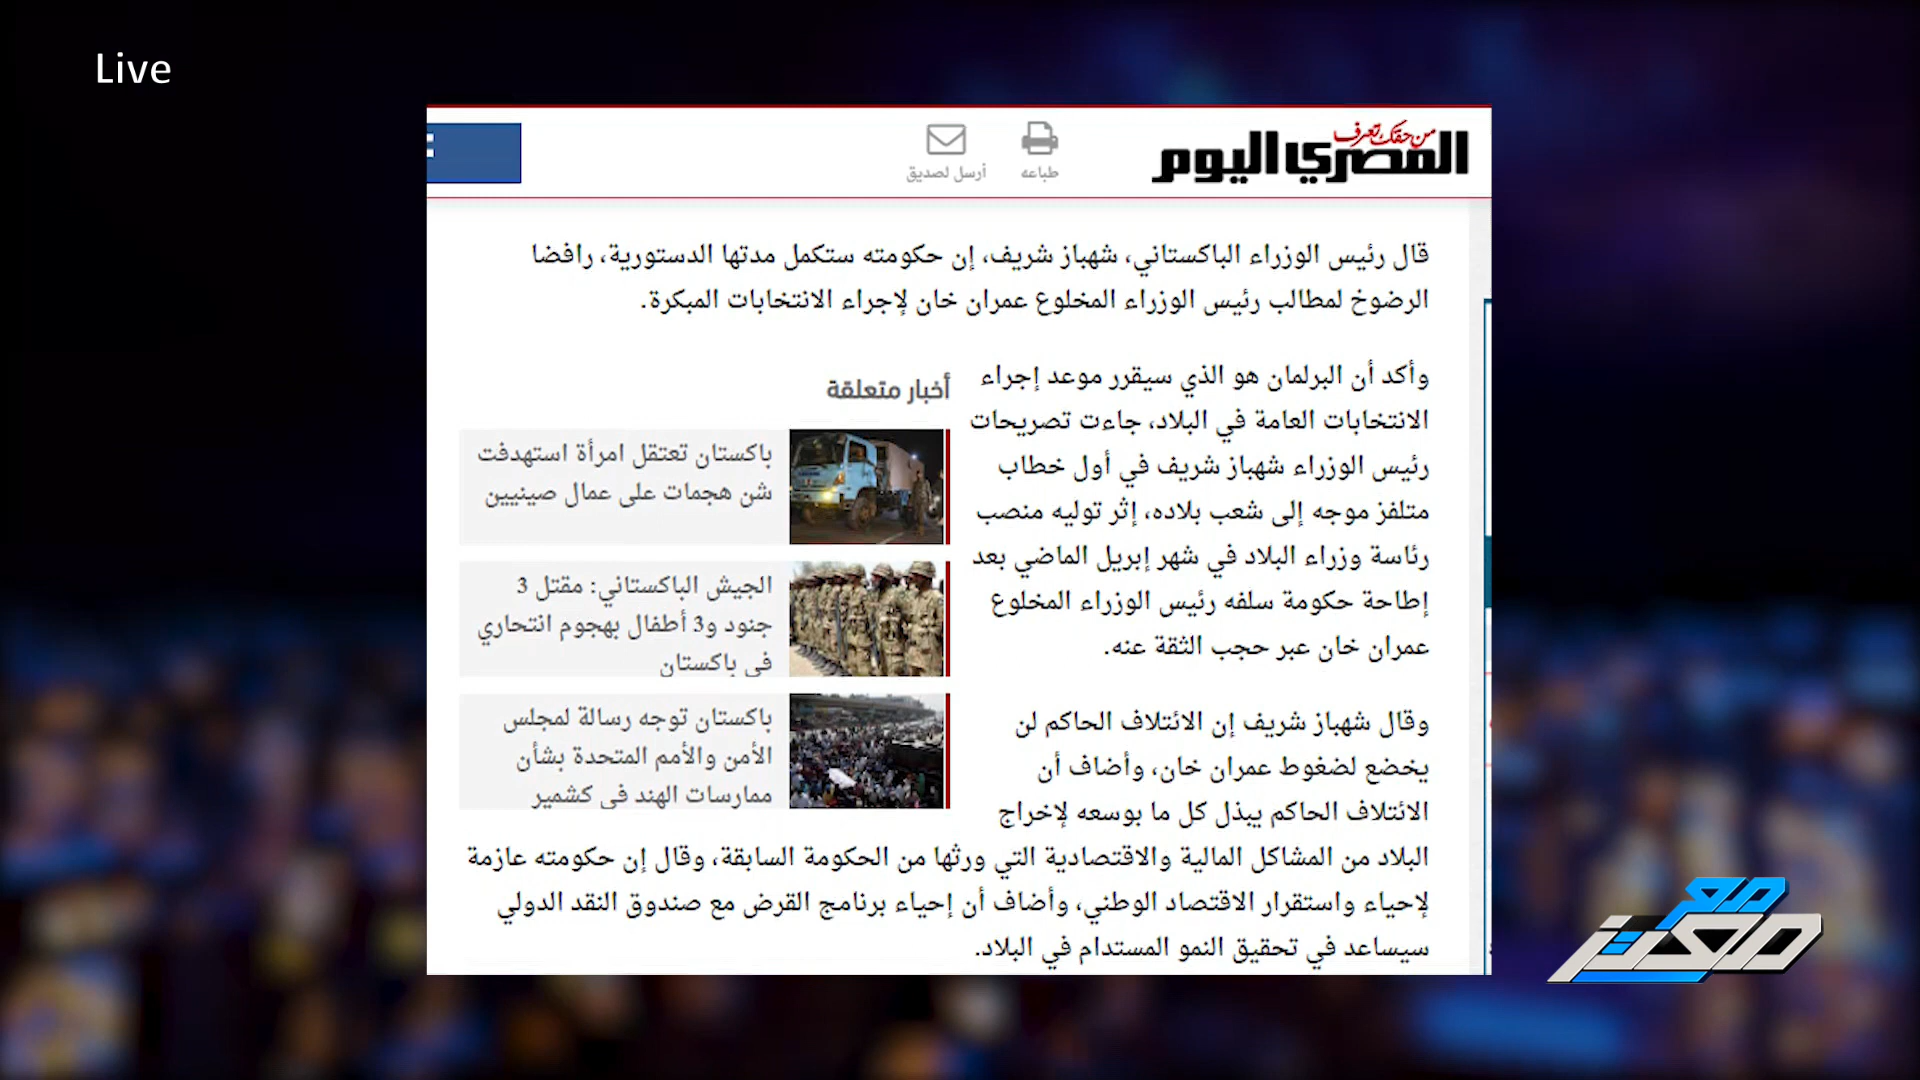 Live
من حقك تعرف
المصري اليوم
طباعه
أرسل لصديق
قال رئيس الوزراء الباكستاني، شهباز شريف، إن حكومته ستكمل مدتها الدستورية، رافضا
الرضوخ لمطالب رئيس الوزراء المخلوع عمران خان لإجراء الانتخابات المبكرة.
وأكد أن البرلمان هو الذي سيقرر موعد إجراء
الانتخابات العامة في البلاد، جاءت تصريحات
رئيس الوزراء شهباز شريف في أول خطاب
متلفز موجه إلى شعب بلاده، إثر توليه منصب
رئاسة وزراء البلاد في شهر إبريل الماضي بعد
إطاحة حكومة سلفه رئيس الوزراء المخلوع
عمران خان عبر حجب الثقة عنه.
أخبار متعلقة
باكستان تعتقل امرأة استهدفت
شن هجمات على عمال صينيين
الجيش الباكستاني: مقتل 3
جنود و3 أطفال بهجوم انتحاري
في باكستان
باكستان توجه رسالة لمجلس
الأمن والأمم المتحدة بشأن
ممارسات الهند في كشمير
وقال شهباز شريف إن الائتلاف الحاكم لن
يخضع لضغوط عمران خان، وأضاف أن
الائتلاف الحاكم يبذل كل ما بوسعه لإخراج
البلاد من المشاكل المالية والاقتصادية التي ورثها من الحكومة السابقة، وقال إن حكومته عازمة
لإحياء واستقرار الاقتصاد الوطني، وأضاف أن إحياء برنامج القرض مع صندوق النقد الدولي
سيساعد في تحقيق النمو المستدام في البلاد.
مع
معتز